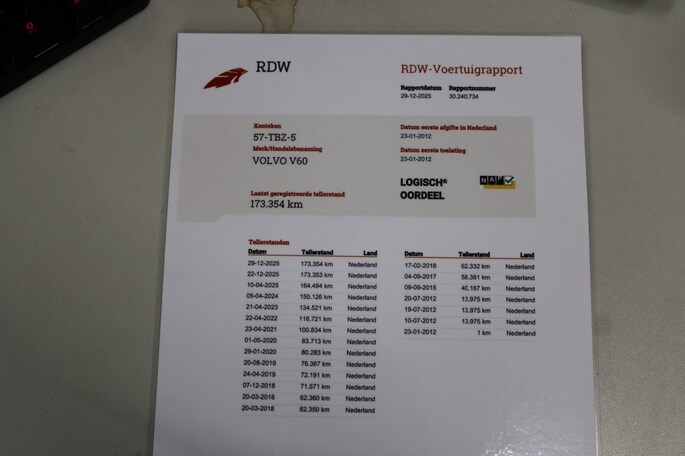 RDW
RDW-Voertuigrapport
Rapportdatum Rapportnummer
29-12-2025 30.240.734
Kenteken
57-TBZ-5
Merk/Handelsbenaming
VOLVO V60
Laatst geregistreerde tellerstand
173.354 km
Datum eerste afgifte in Nederland
23-01-2012
Datum eerste toelating
23-01-2012
LOGISCH*
OORDEEL
NAP
Tellerstanden
Datum Tellerstand Land
29-12-2025 173.354 km Nederland
22-12-2025 173.353 km Nederland
10-04-2025 164.494 km Nederland
05-04-2024 150.126 km Nederland
21-04-2023 134.521 km Nederland
22-04-2022 118.721 km Nederland
23-04-2021 100.834 km Nederland
01-05-2020 83.713 km Nederland
29-01-2020 80.283 km Nederland
20-08-2019 76.367 km Nederland
24-04-2019 72.191 km Nederland
07-12-2018 71.571 km Nederland
20-03-2018 62.360 km Nederland
20-03-2018 62.350 km Nederland
Datum Tellerstand Land
17-02-2018 62.332 km Nederland
04-09-2017 58.381 km Nederland
09-09-2015 40.167 km Nederland
20-07-2012 13.975 km Nederland
19-07-2012 13.975 km Nederland
10-07-2012 13.975 km Nederland
23-01-2012 1 km Nederland